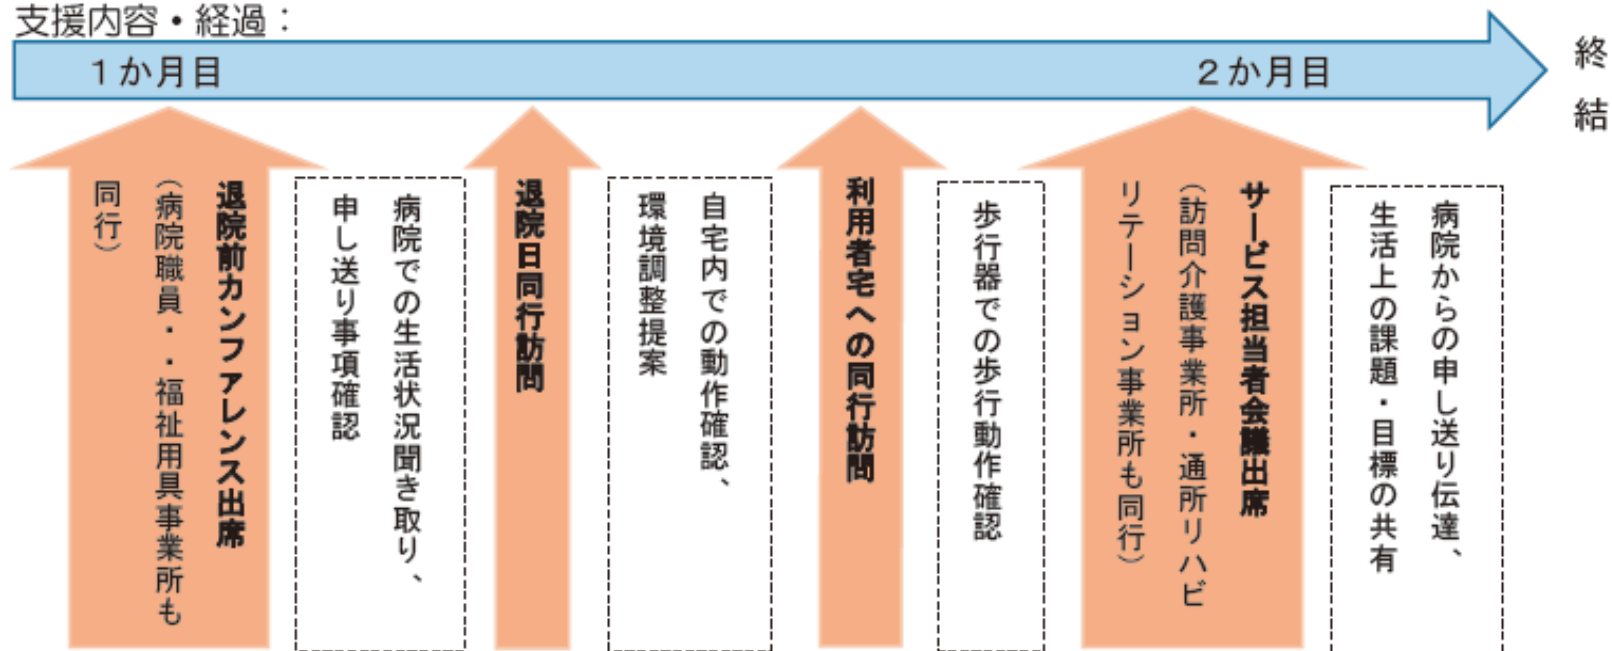 支援内容・経過：
1か月目
2か月目
終
結
退院前カンファレンス出席
（病院職員・・福祉用具事業所も
同行）
病院での生活状況聞き取り、
申し送り事項確認
退院日同行訪問
自宅内での動作確認、
環境調整提案
利用者宅への同行訪問
歩行器での歩行動作確認
サービス担当者会議出席
（訪問介護事業所・通所リハビ
リテーション事業所も同行）
病院からの申し送り伝達、
生活上の課題・目標の共有